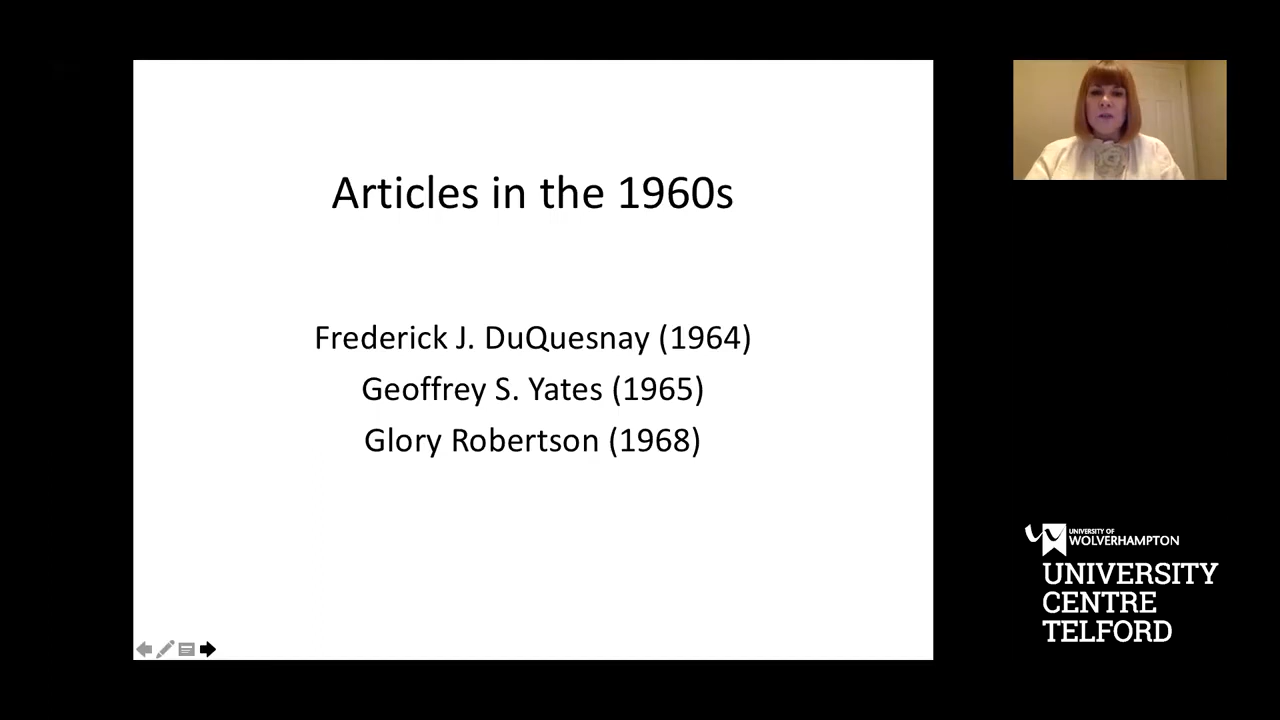 Articles in the 1960s
Frederick J. DuQuesnay (1964)
Geoffrey S. Yates (1965)
Glory Robertson (1968)
UNIVERSITY OF
WOLVERHAMPTON
UNIVERSITY
CENTRE
TELFORD